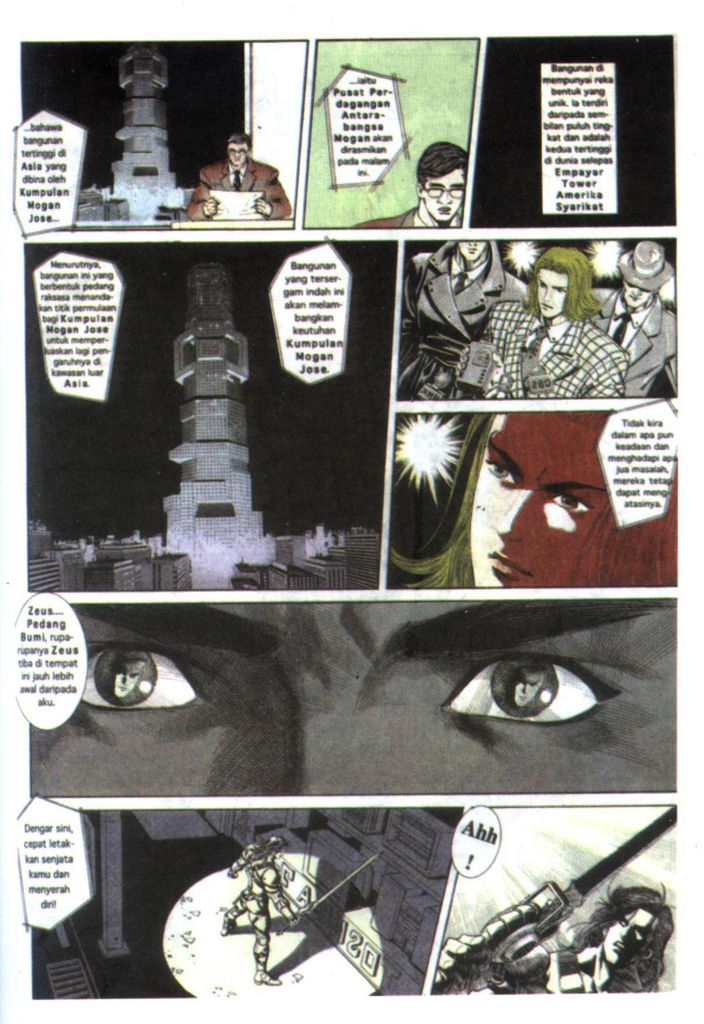 ...bahawa
bangunan
tertinggi di
Asia yang
dibina oleh
Kumpulan
Mogan
Jose...
...iaitu
Pusat Per-
dagangan
Antara-
bangsa
Mogan akan
dirasmikan
pada malam
ini.
Bangunan di
mempunyai reka
bentuk yang
unik. Ia terdiri
daripada sem-
bilan puluh ting-
kat dan adalah
kedua tertinggi
di dunia selepas
Empayar
Tower
Amerika
Syarikat
Menurutnya,
bangunan ini yang
berbentuk pedang
raksasa menanda-
kan titik permulaan
bagi Kumpulan
Mogan Jose
untuk memper-
luaskan lagi pen-
garuhnya di
kawasan luar
Asia.
Bangunan
yang terser-
gam indah ini
akan melam-
bangkan
keutuhan
Kumpulan
Mogan
Jose.
280
Tidak kira
dalam apa pun
keadaan dan
menghadapi apa
jua masalah,
mereka tetap
dapat meng-
atasinya.
Zeus....
Pedang
Bumi, rupa-
rupanya Zeus
tiba di tempat
ini jauh lebih
awal daripada
aku.
Dengar sini,
cepat letak-
kan senjata
kamu dan
menyerah
diri!
TA
120
Ahh
!